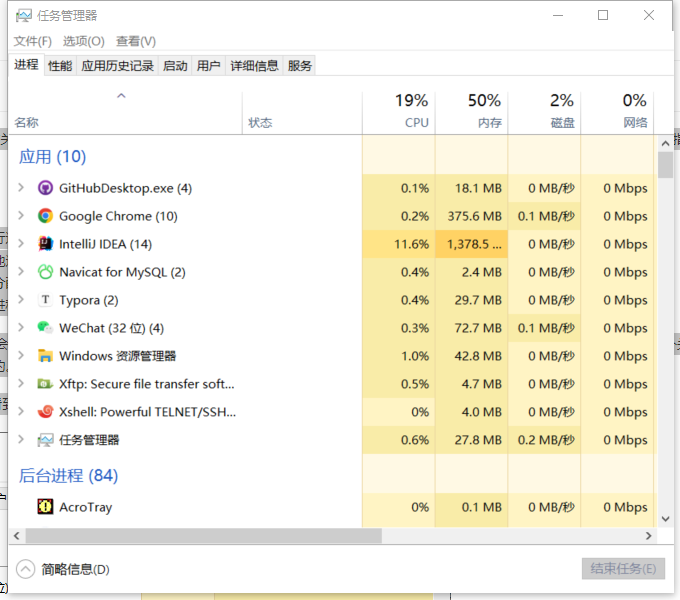 任务管理器
文件(F) 选项(O) 查看(V)
进程 性能 应用历史记录 启动 用户 详细信息 服务
19% 50% 2% 0%
名称 状态 CPU 内存 磁盘 网络
应用 (10)
GitHubDesktop.exe (4) 0.1% 18.1 MB 0 MB/秒 0 Mbps
Google Chrome (10) 0.2% 375.6 MB 0.1 MB/秒 0 Mbps
IntelliJ IDEA (14) 11.6% 1,378.5 ... 0 MB/秒 0 Mbps
Navicat for MySQL (2) 0.4% 2.4 MB 0 MB/秒 0 Mbps
T Typora (2) 0.4% 29.7 MB 0 MB/秒 0 Mbps
WeChat (32 位) (4) 0.3% 72.7 MB 0.1 MB/秒 0 Mbps
Windows 资源管理器 1.0% 42.8 MB 0 MB/秒 0 Mbps
Xftp: Secure file transfer soft... 0.5% 4.7 MB 0 MB/秒 0 Mbps
Xshell: Powerful TELNET/SSH... 0% 4.0 MB 0 MB/秒 0 Mbps
任务管理器 0.6% 27.8 MB 0.2 MB/秒 0 Mbps
后台进程 (84)
AcroTray 0% 0.1 MB 0 MB/秒 0 Mbps
简略信息(D) 结束任务(E)